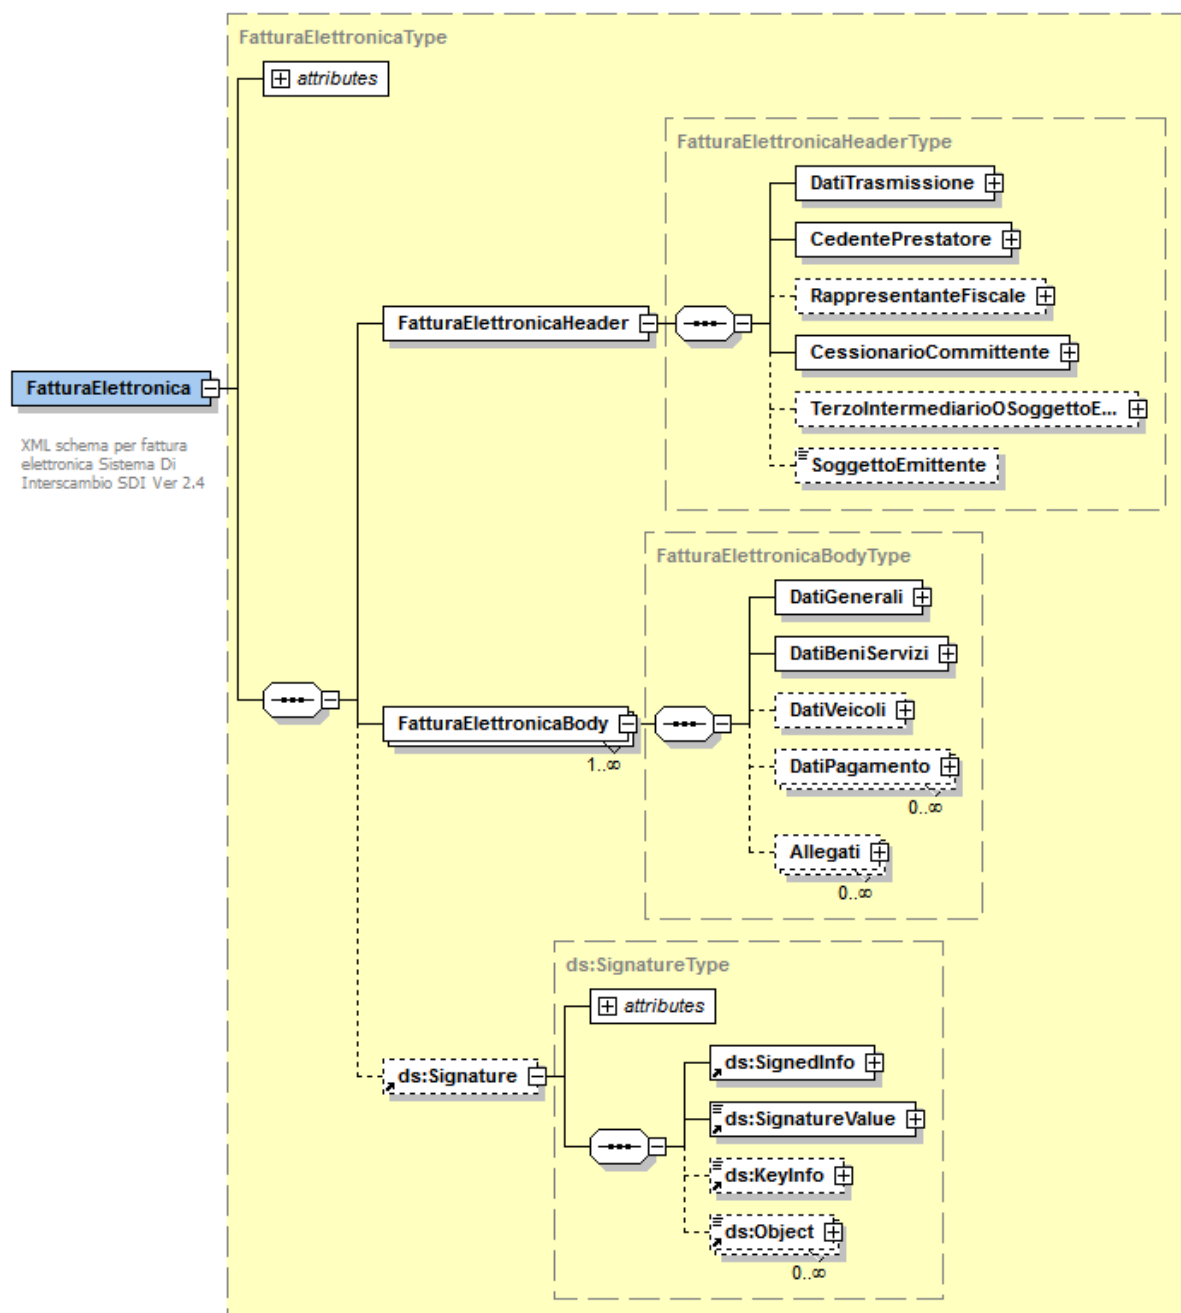 FatturaElettronicaType
attributes
FatturaElettronicaHeaderType
DatiTrasmissione
CedentePrestatore
RappresentanteFiscale
FatturaElettronicaHeader
CessionarioCommittente
FatturaElettronica
TerzoIntermediarioOSoggettoE...
XML schema per fattura
elettronica Sistema Di
Interscambio SDI Ver 2.4
SoggettoEmittente
FatturaElettronicaBodyType
DatiGenerali
DatiBeniServizi
DatiVeicoli
FatturaElettronicaBody
1..∞
DatiPagamento
0..∞
Allegati
0..∞
ds:SignatureType
attributes
ds:SignedInfo
ds:Signature
ds:SignatureValue
ds:KeyInfo
ds:Object
0..∞